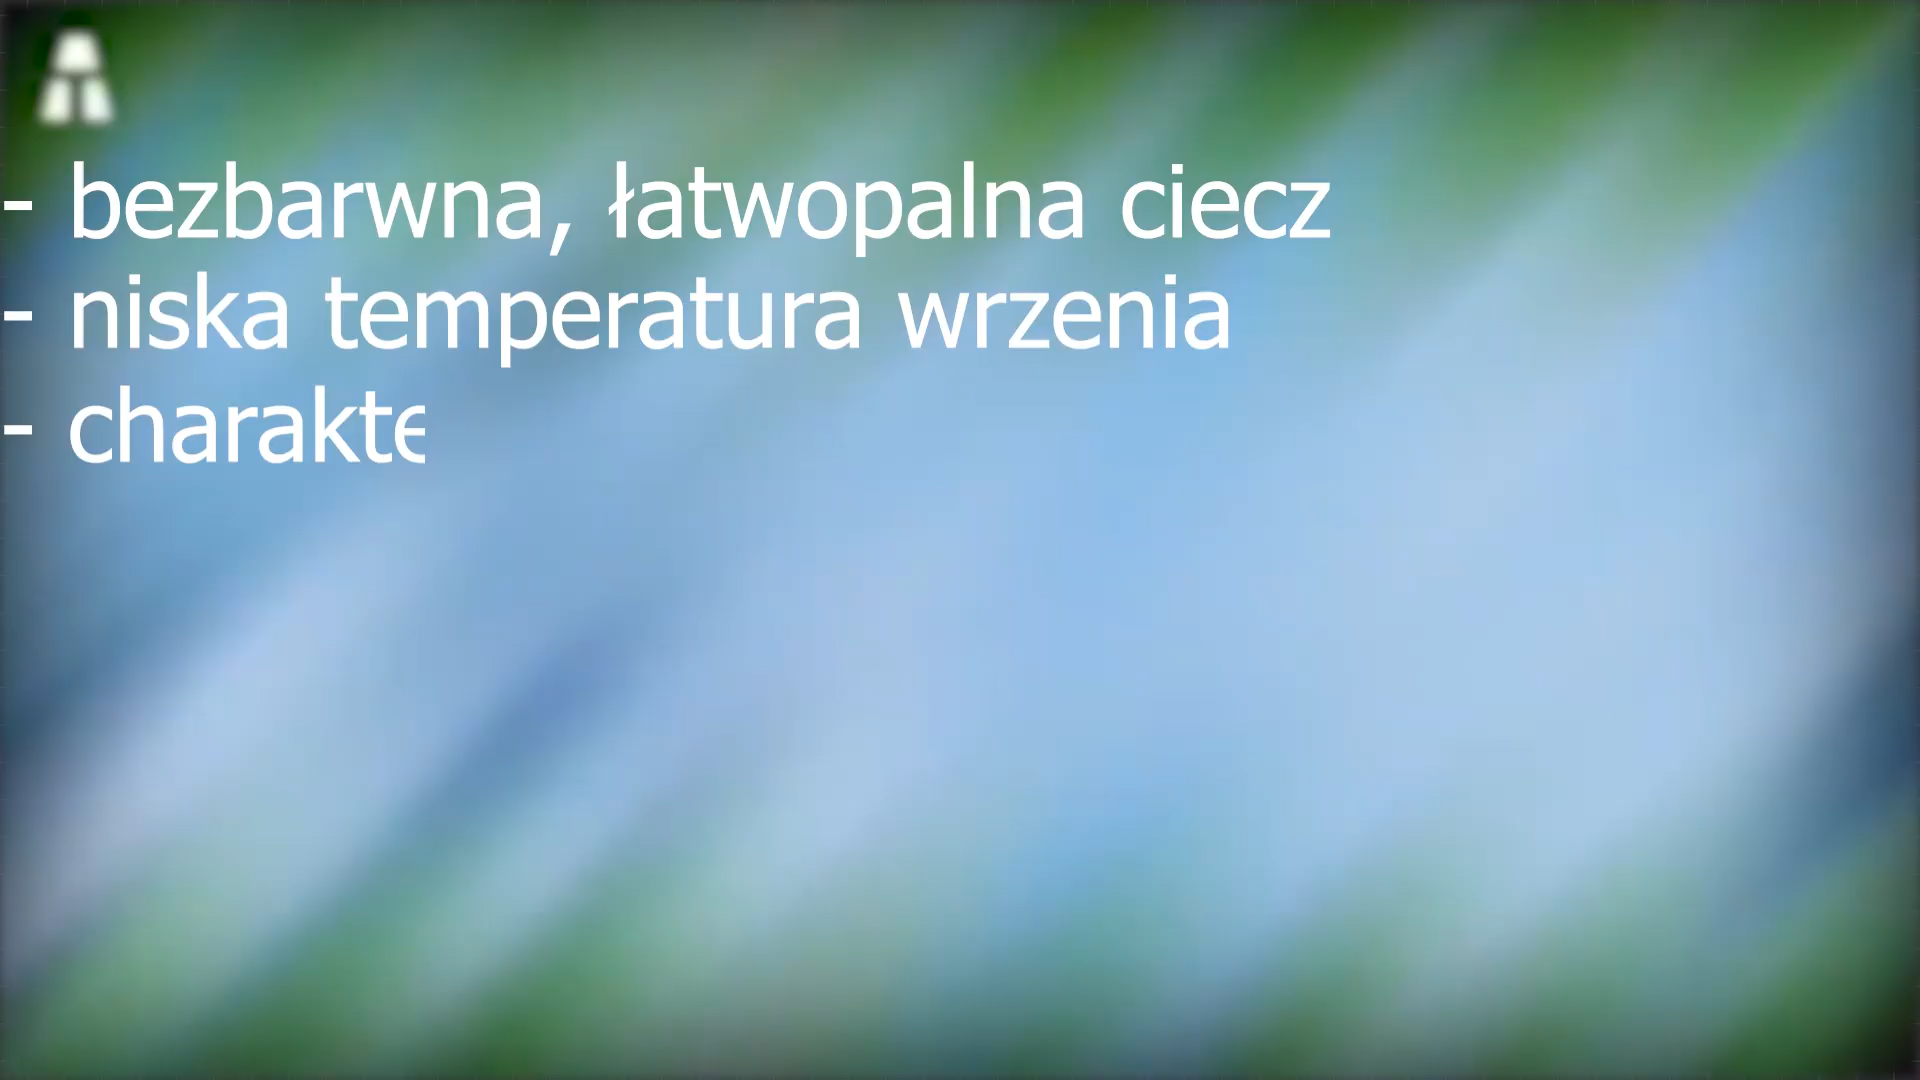 - bezbarwna, łatwopalna ciecz
- niska temperatura wrzenia
- charakte